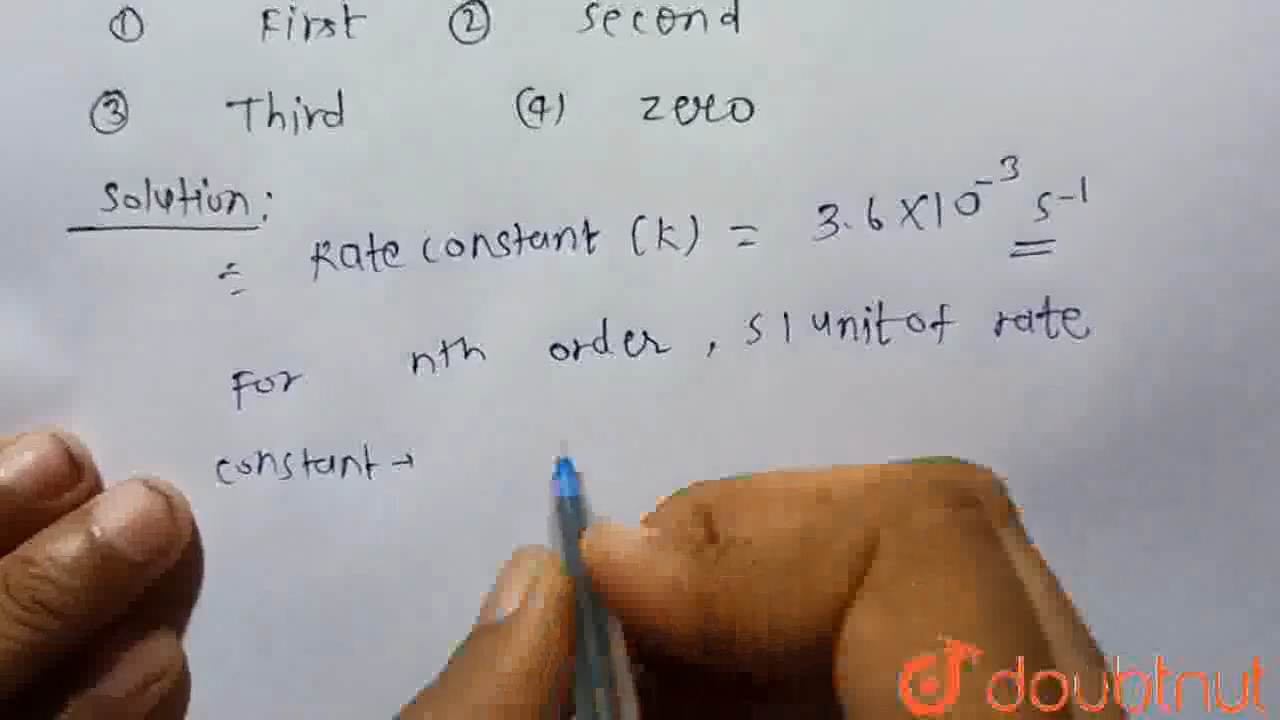 ① First ② Second
③ Third (4) zero
Solution:
= Rate constant (k) = 3.6 × 10⁻³ s⁻¹
For nth order, SI unit of rate
constant →
doubtnut